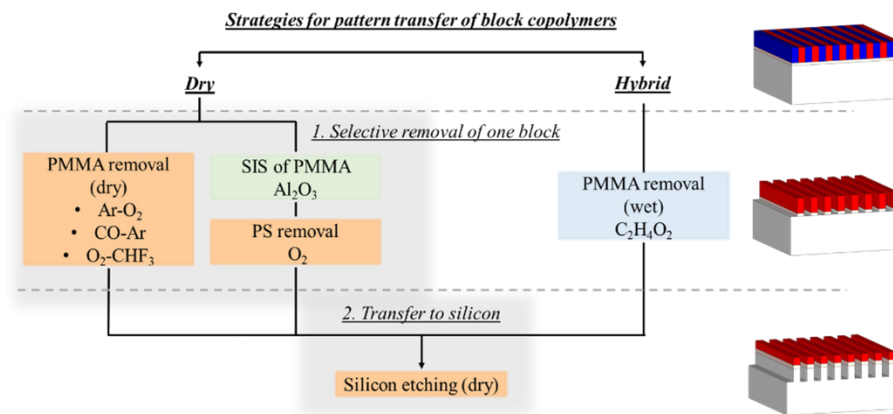 Strategies for pattern transfer of block copolymers
Dry
Hybrid
1. Selective removal of one block
PMMA removal
(dry)
• Ar-O₂
• CO-Ar
• O₂-CHF₃
SIS of PMMA
Al₂O₃
PS removal
O₂
PMMA removal
(wet)
C₂H₄O₂
2. Transfer to silicon
Silicon etching (dry)